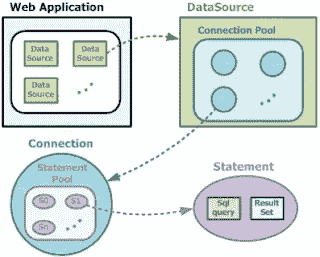 Web Application
DataSource
Data
Source
Data
Source
Data
Source
Connection Pool
Connection
Statement
Pool
S0
S1
Sn
Statement
Sql
query
Result
Set